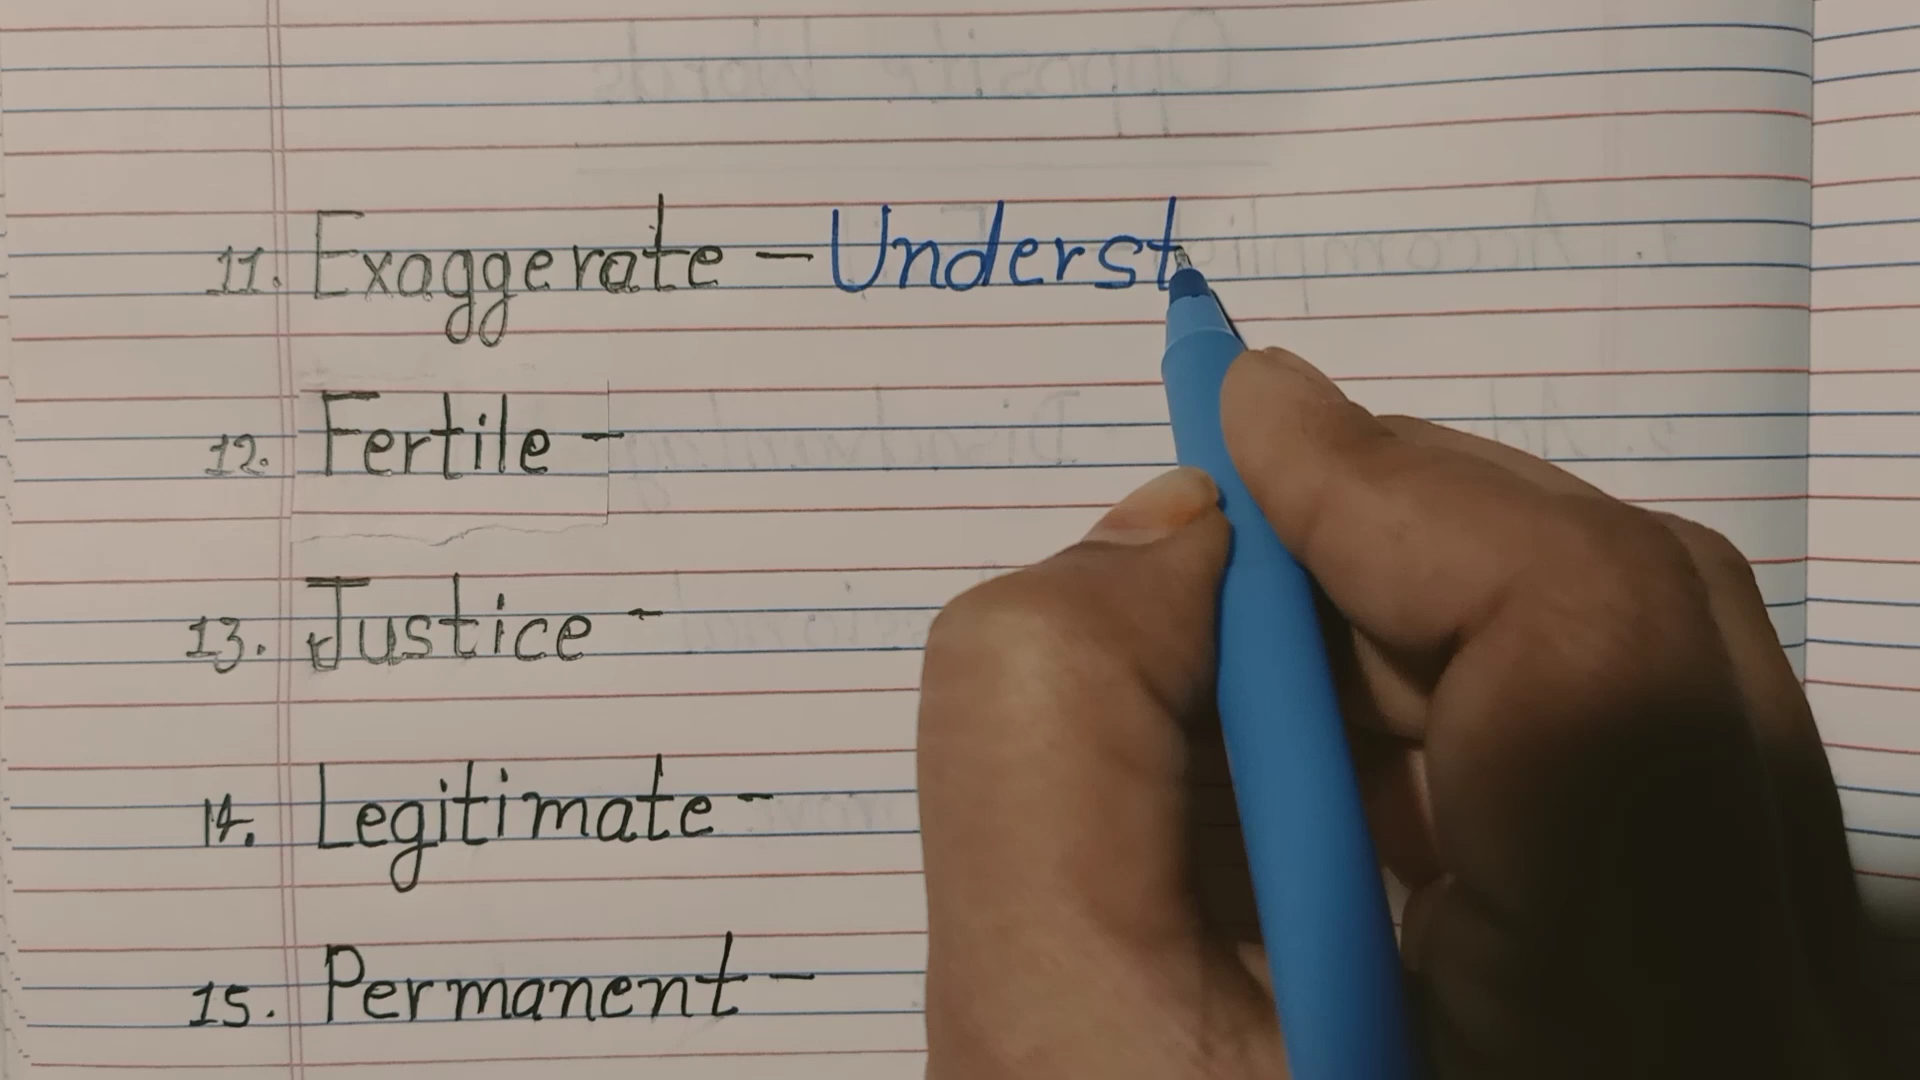 11. Exaggerate - Underst
12. Fertile -
13. Justice -
14. Legitimate -
15. Permanent -